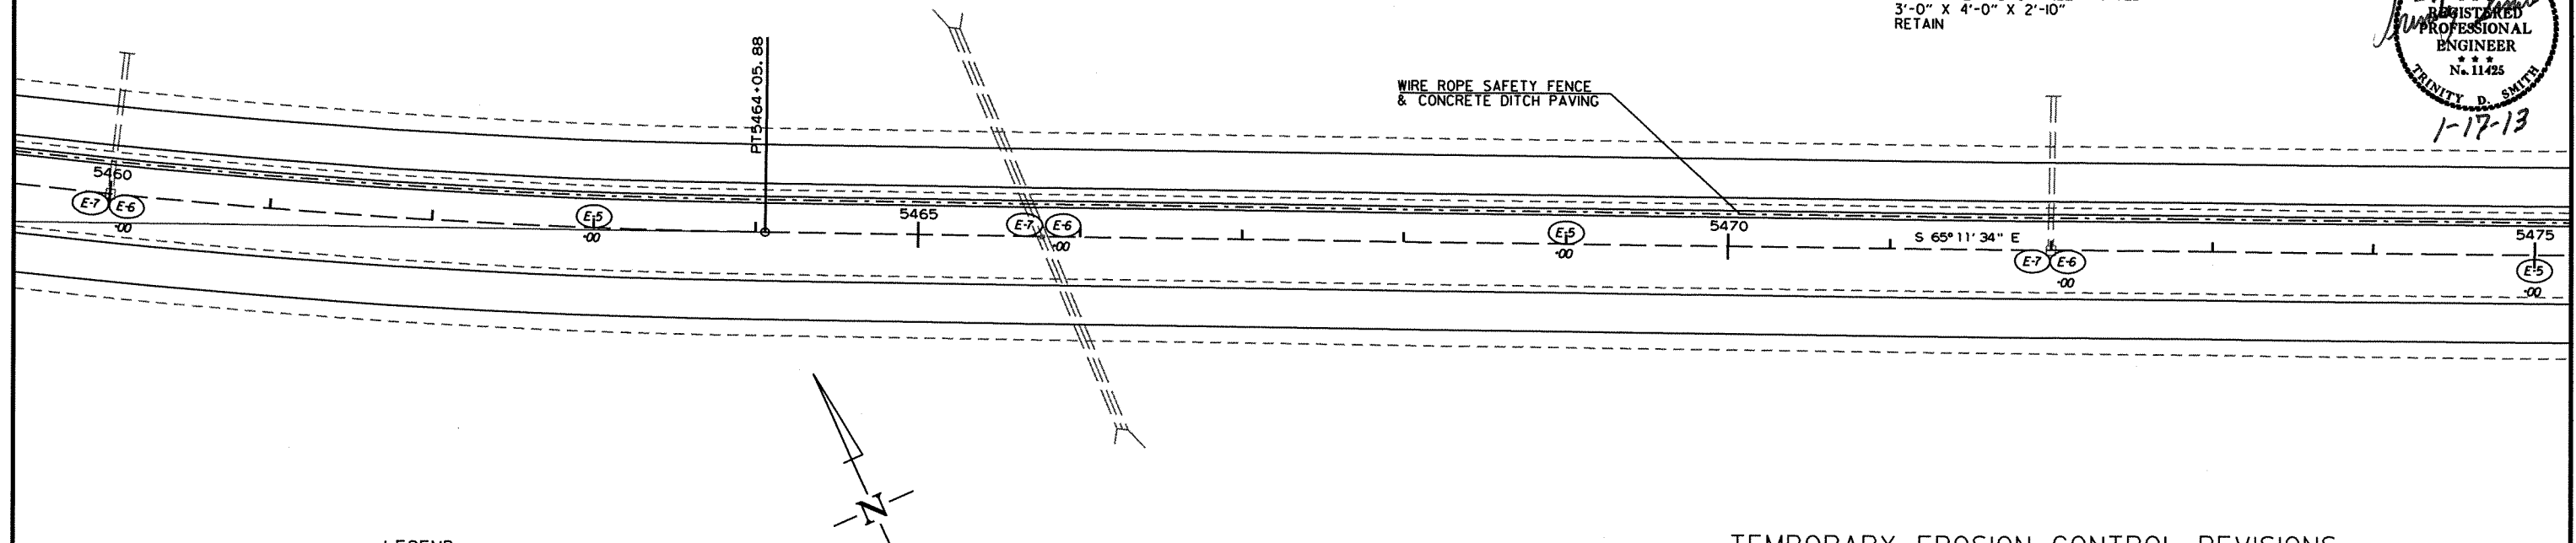 3'-0" X 4'-0" X 2'-10"
RETAIN
REGISTERED
PROFESSIONAL
ENGINEER
★ ★ ★
No. 11425
TRINITY D. SMITH
1-17-13
WIRE ROPE SAFETY FENCE
& CONCRETE DITCH PAVING
PT5464+05.88
5460
E-7 E-6
-00
E-5
-00
5465
E-7 E-6
-00
E-5
-00
5470
S 65° 11' 34" E
E-7 E-6
-00
5475
E-5
-00
N
LEGEND
TEMPORARY EROSION CONTROL REVISIONS